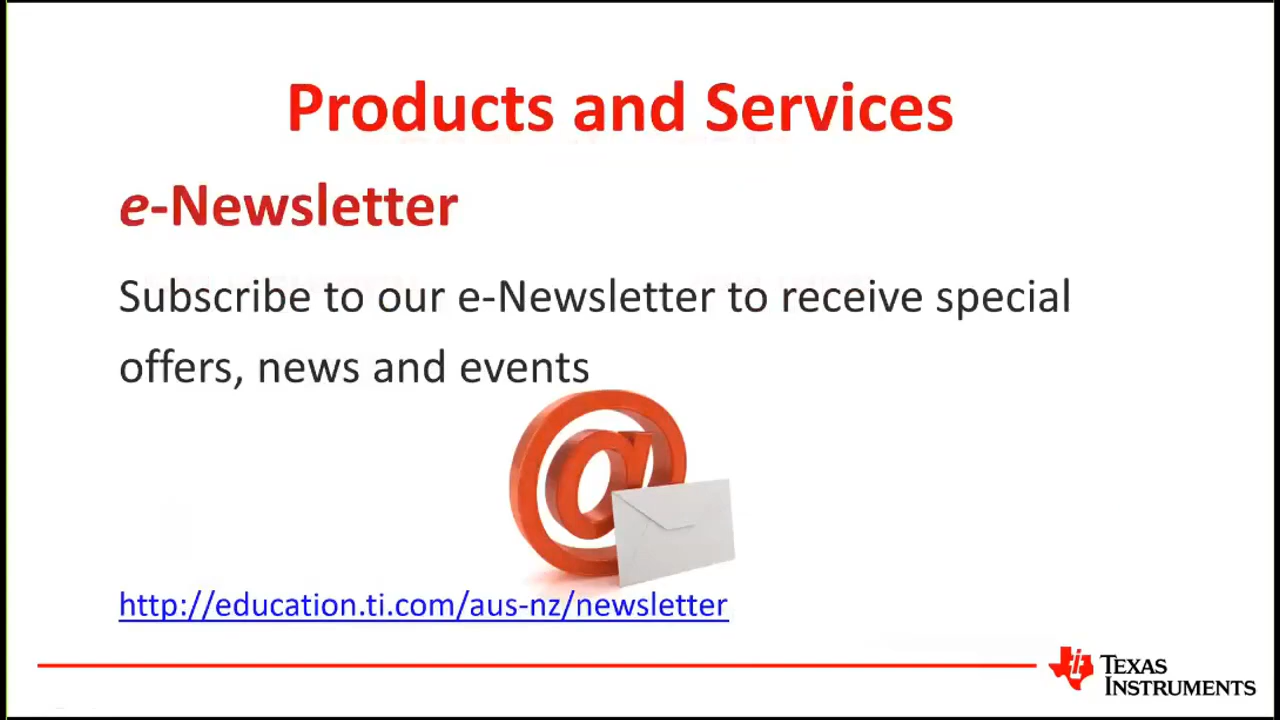 Products and Services
e-Newsletter
Subscribe to our e-Newsletter to receive special
offers, news and events
@
http://education.ti.com/aus-nz/newsletter
ti
TEXAS
INSTRUMENTS